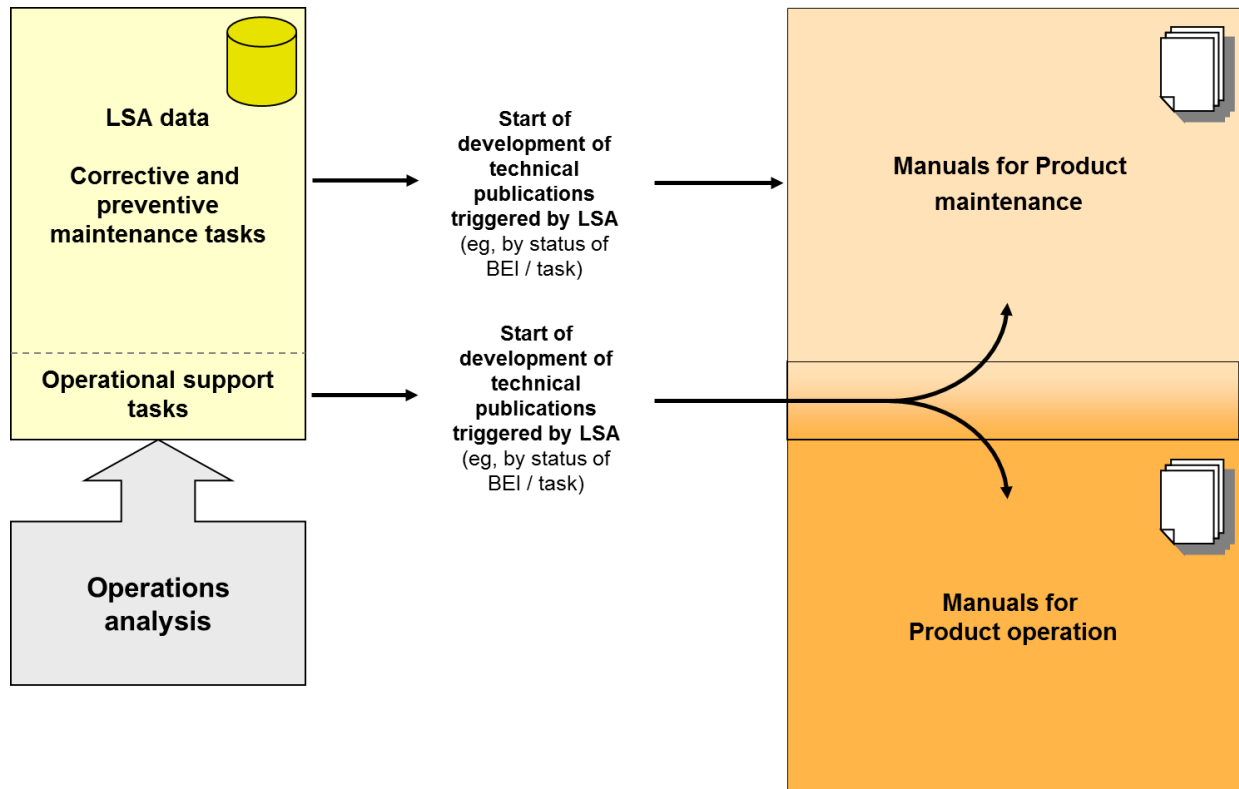 LSA data
Corrective and
preventive
maintenance tasks
Operational support
tasks
Operations
analysis
Start of
development of
technical
publications
triggered by LSA
(eg, by status of
BEI / task)
Start of
development of
technical
publications
triggered by LSA
(eg, by status of
BEI / task)
Manuals for Product
maintenance
Manuals for
Product operation